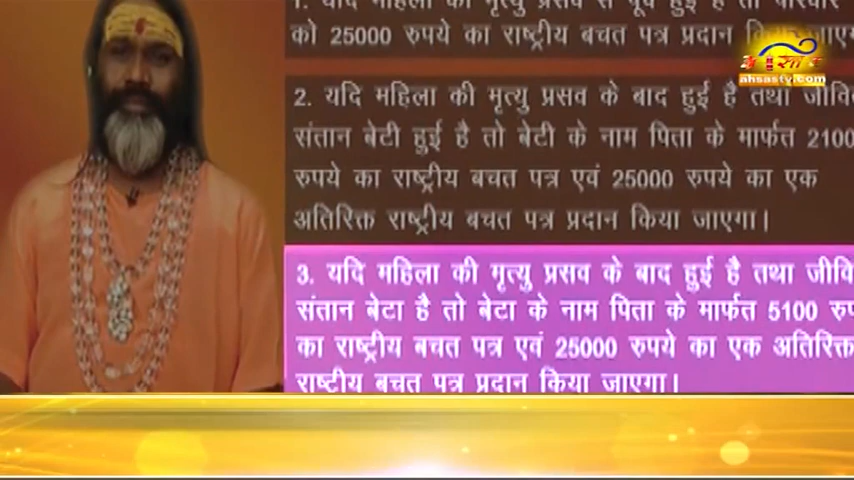 1. यदि महिला की मृत्यु प्रसव से पूर्व हुई है तो परिवार
को 25000 रुपये का राष्ट्रीय बचत पत्र प्रदान किया जाएगा
2. यदि महिला की मृत्यु प्रसव के बाद हुई है तथा जीवि
संतान बेटी हुई है तो बेटी के नाम पिता के मार्फत 2100
रुपये का राष्ट्रीय बचत पत्र एवं 25000 रुपये का एक
अतिरिक्त राष्ट्रीय बचत पत्र प्रदान किया जाएगा।
3. यदि महिला की मृत्यु प्रसव के बाद हुई है तथा जीवि
संतान बेटा है तो बेटा के नाम पिता के मार्फत 5100 रुप
का राष्ट्रीय बचत पत्र एवं 25000 रुपये का एक अतिरिक्त
राष्ट्रीय बचत पत्र प्रदान किया जाएगा।
ahsastv.com